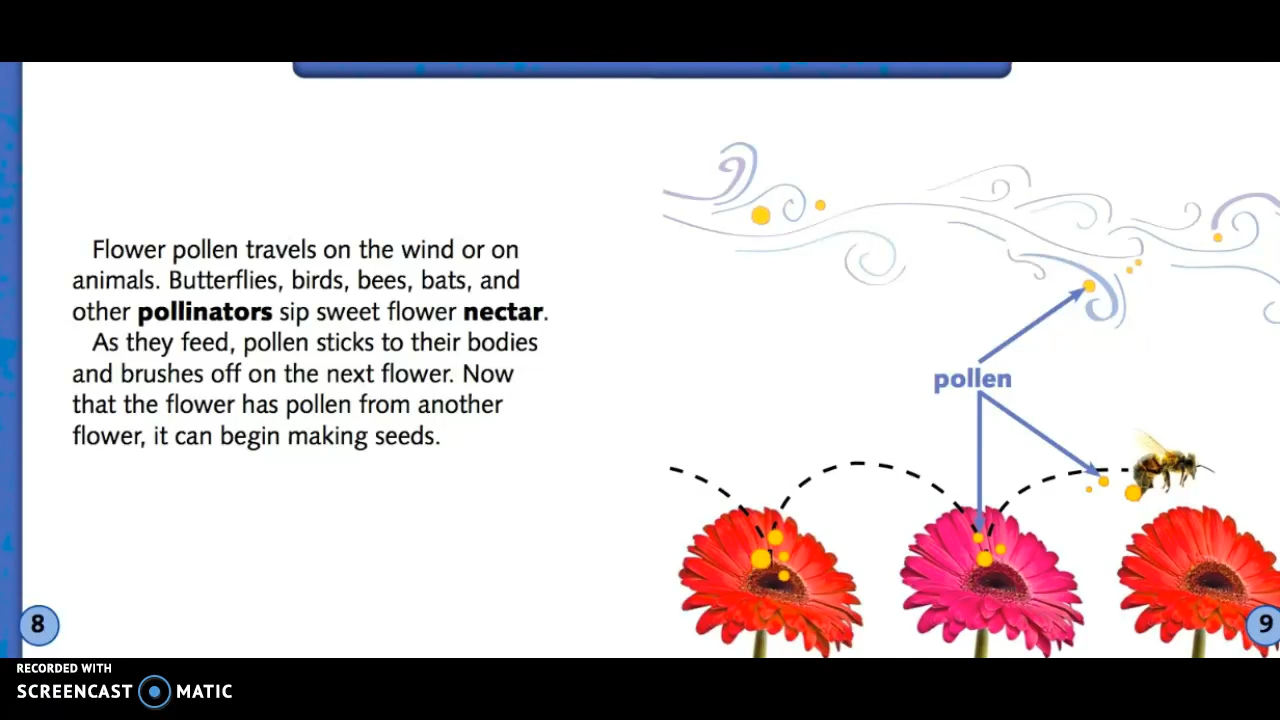 Flower pollen travels on the wind or on
animals. Butterflies, birds, bees, bats, and
other pollinators sip sweet flower nectar.
As they feed, pollen sticks to their bodies
and brushes off on the next flower. Now
that the flower has pollen from another
flower, it can begin making seeds.
pollen
8
9
RECORDED WITH
SCREENCAST MATIC